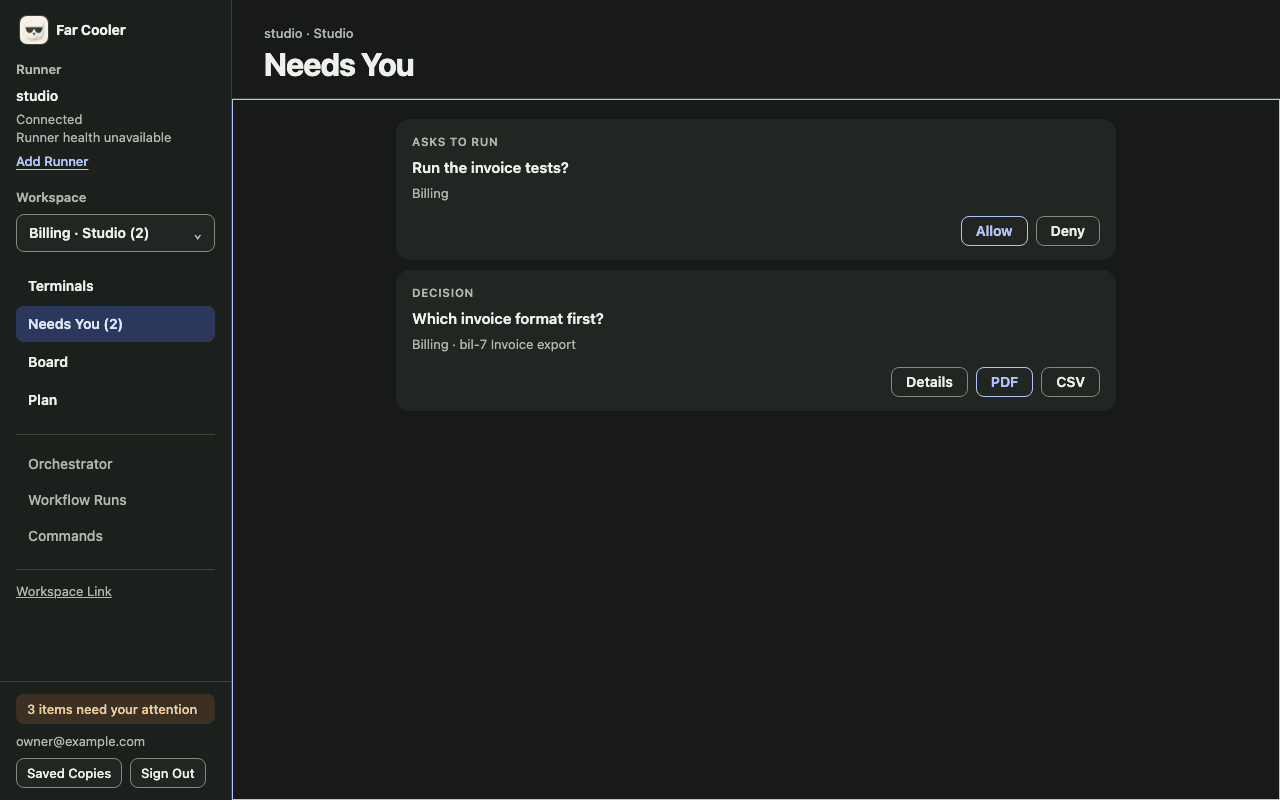 Far Cooler
Runner
studio
Connected
Runner health unavailable
Add Runner
Workspace
Billing · Studio (2)
Terminals
Needs You (2)
Board
Plan
Orchestrator
Workflow Runs
Commands
Workspace Link
3 items need your attention
owner@example.com
Saved Copies
Sign Out
studio · Studio
Needs You
ASKS TO RUN
Run the invoice tests?
Billing
Allow
Deny
DECISION
Which invoice format first?
Billing · bil-7 Invoice export
Details
PDF
CSV